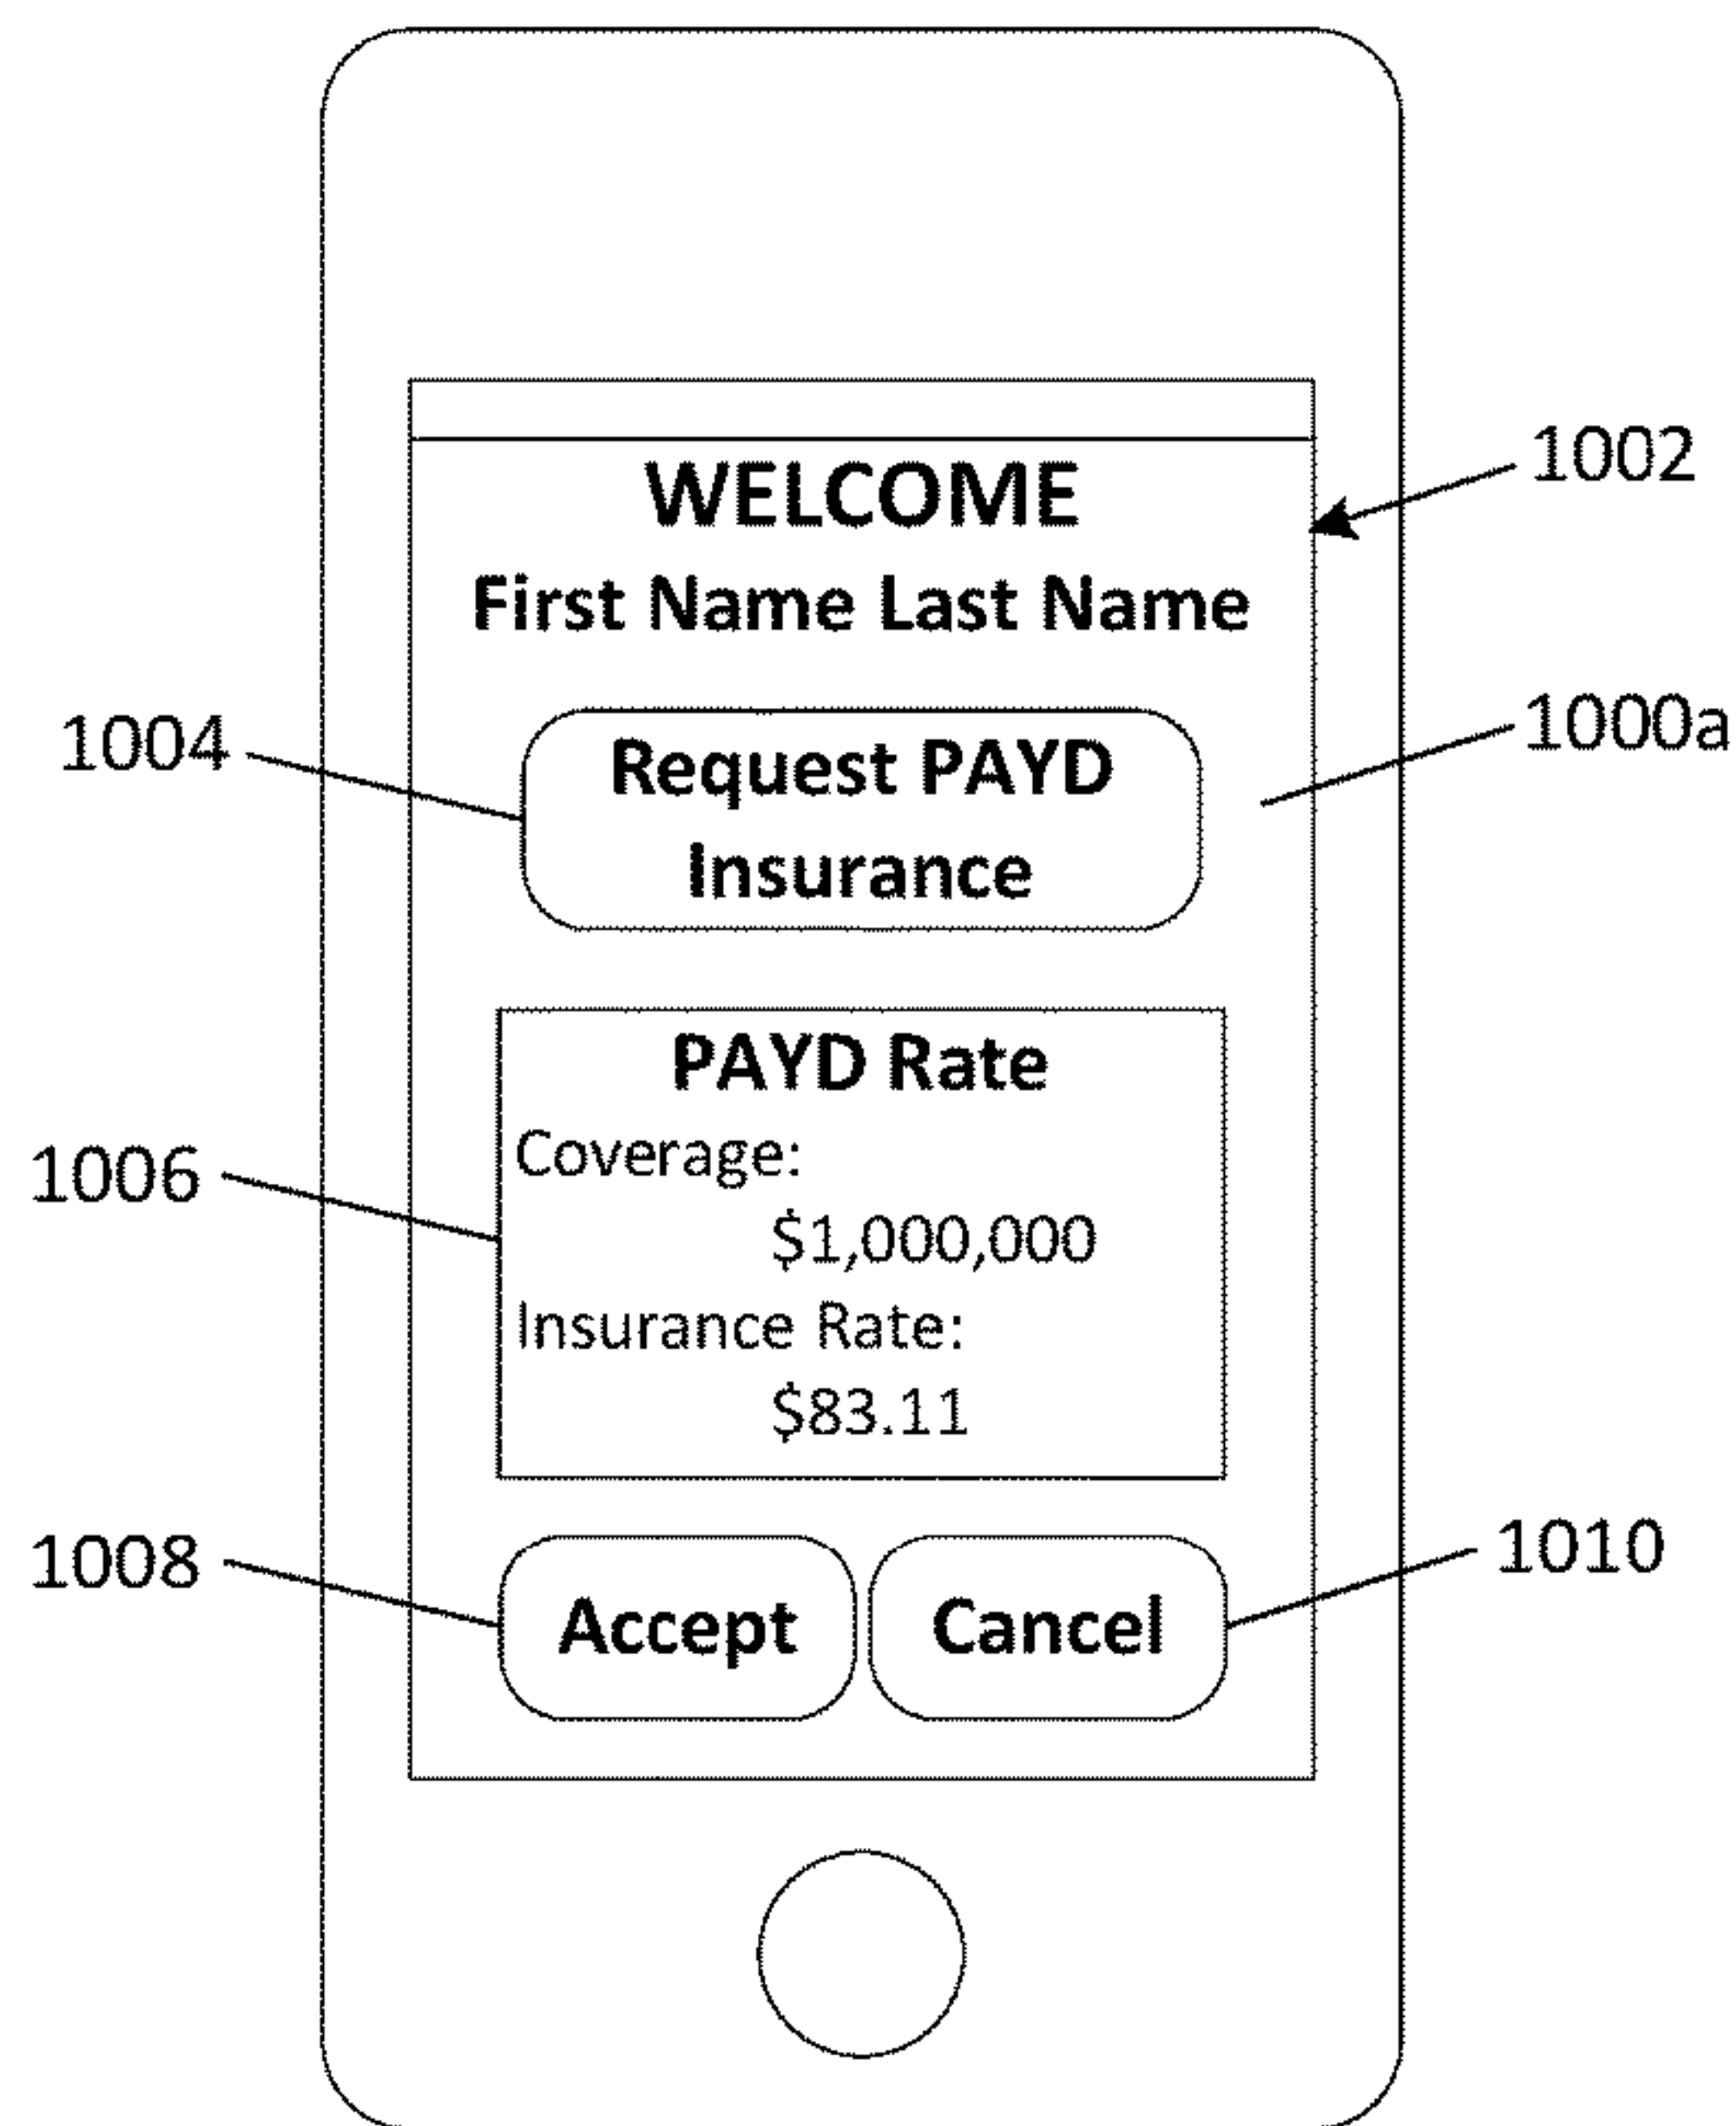 WELCOME
1002
First Name Last Name
1004
Request PAYD
1000a
Insurance
PAYD Rate
Coverage:
1006
$1,000,000
Insurance Rate:
$83.11
1008
1010
Accept
Cancel